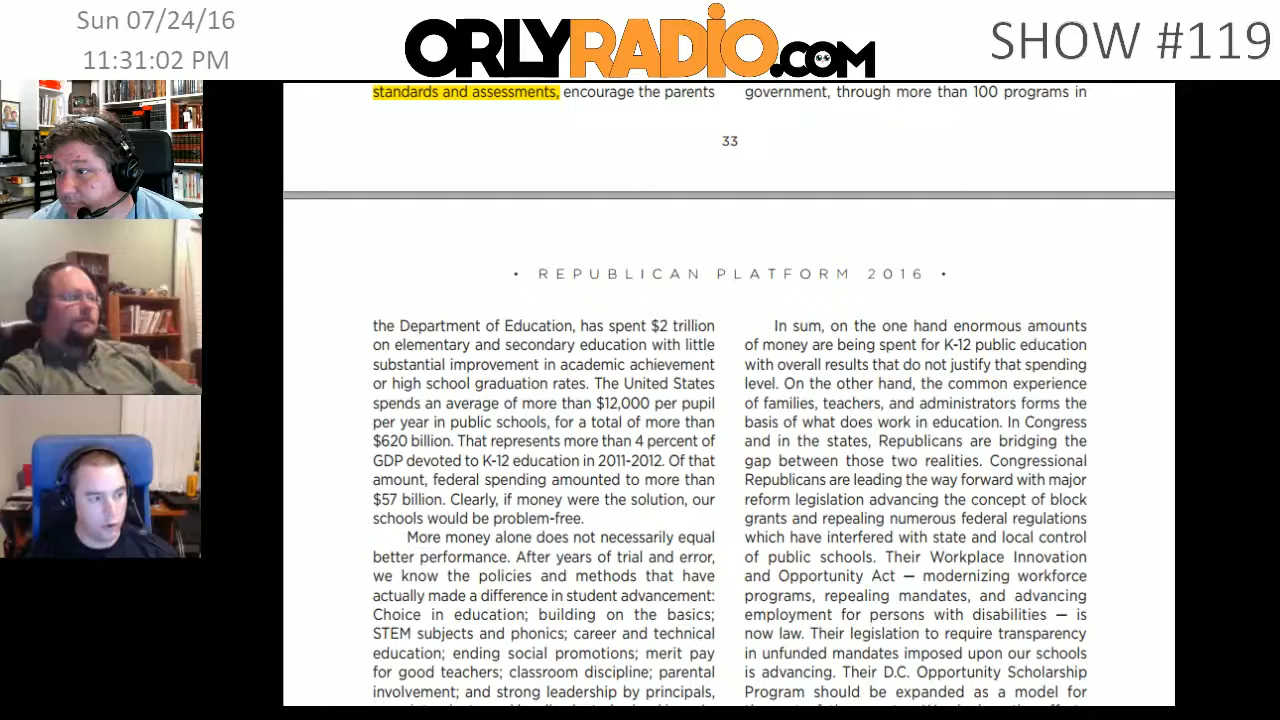 Sun 07/24/16
11:31:02 PM
ORLYRADIO.COM
SHOW #119
standards and assessments, encourage the parents
government, through more than 100 programs in
33
• REPUBLICAN PLATFORM 2016 •
the Department of Education, has spent $2 trillion
on elementary and secondary education with little
substantial improvement in academic achievement
or high school graduation rates. The United States
spends an average of more than $12,000 per pupil
per year in public schools, for a total of more than
$620 billion. That represents more than 4 percent of
GDP devoted to K-12 education in 2011-2012. Of that
amount, federal spending amounted to more than
$57 billion. Clearly, if money were the solution, our
schools would be problem-free.
More money alone does not necessarily equal
better performance. After years of trial and error,
we know the policies and methods that have
actually made a difference in student advancement:
Choice in education; building on the basics;
STEM subjects and phonics; career and technical
education; ending social promotions; merit pay
for good teachers; classroom discipline; parental
involvement; and strong leadership by principals,
In sum, on the one hand enormous amounts
of money are being spent for K-12 public education
with overall results that do not justify that spending
level. On the other hand, the common experience
of families, teachers, and administrators forms the
basis of what does work in education. In Congress
and in the states, Republicans are bridging the
gap between those two realities. Congressional
Republicans are leading the way forward with major
reform legislation advancing the concept of block
grants and repealing numerous federal regulations
which have interfered with state and local control
of public schools. Their Workplace Innovation
and Opportunity Act — modernizing workforce
programs, repealing mandates, and advancing
employment for persons with disabilities — is
now law. Their legislation to require transparency
in unfunded mandates imposed upon our schools
is advancing. Their D.C. Opportunity Scholarship
Program should be expanded as a model for